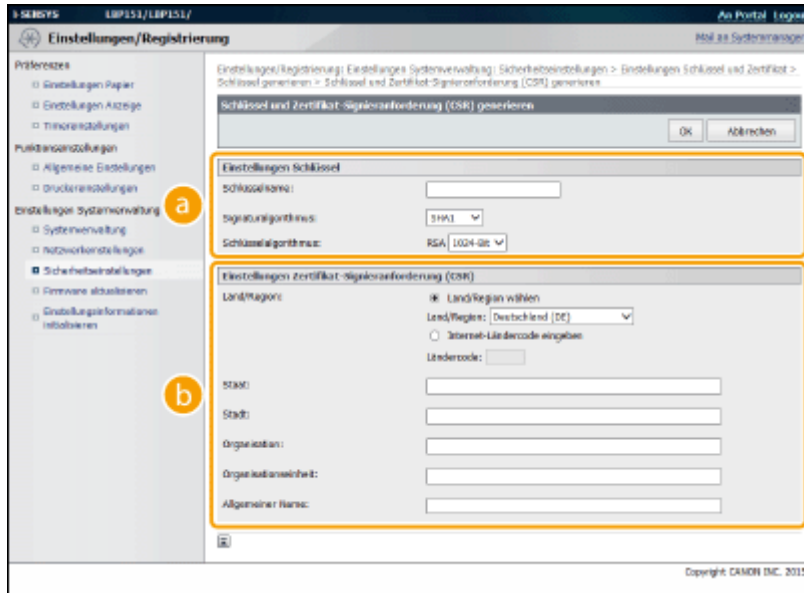 i-SENSYS LBP151/LBP151/ An Portal Logout
Einstellungen/Registrierung Mail an Systemmanager
Präferenzen
Einstellungen Papier
Einstellungen Anzeige
Timereinstellungen
Funktionseinstellungen
Allgemeine Einstellungen
Druckereinstellungen
Einstellungen Systemverwaltung
Systemverwaltung
Netzwerkeinstellungen
Sicherheitseinstellungen
Firmware aktualisieren
Einstellungsinformationen
initialisieren
Einstellungen/Registrierung: Einstellungen Systemverwaltung: Sicherheitseinstellungen > Einstellungen Schlüssel und Zertifikat >
Schlüssel generieren > Schlüssel und Zertifikat-Signieranforderung (CSR) generieren
Schlüssel und Zertifikat-Signieranforderung (CSR) generieren
OK Abbrechen
a
Einstellungen Schlüssel
Schlüsselname:
Signaturalgorithmus: SHA1
Schlüsselalgorithmus: RSA 1024-Bit
b
Einstellungen Zertifikat-Signieranforderung (CSR)
Land/Region: Land/Region wählen
Land/Region: Deutschland (DE)
Internet-Ländercode eingeben
Ländercode:
Staat:
Stadt:
Organisation:
Organisationseinheit:
Allgemeiner Name:
Copyright CANON INC. 2015